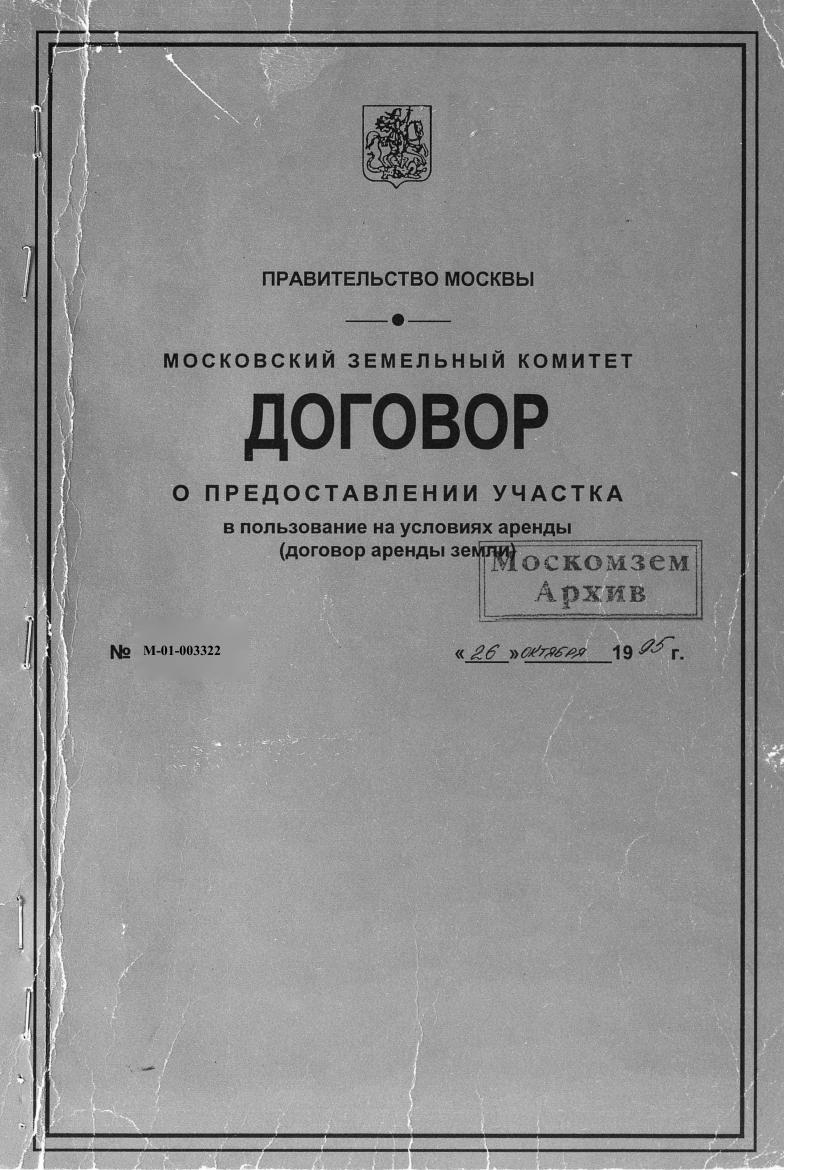 ПРАВИТЕЛЬСТВО МОСКВЫ
МОСКОВСКИЙ ЗЕМЕЛЬНЫЙ КОМИТЕТ
ДОГОВОР
О ПРЕДОСТАВЛЕНИИ УЧАСТКА
в пользование на условиях аренды
(договор аренды земли)
Москомзем
Архив
№ М-01-003322 «26» октября 1995 г.